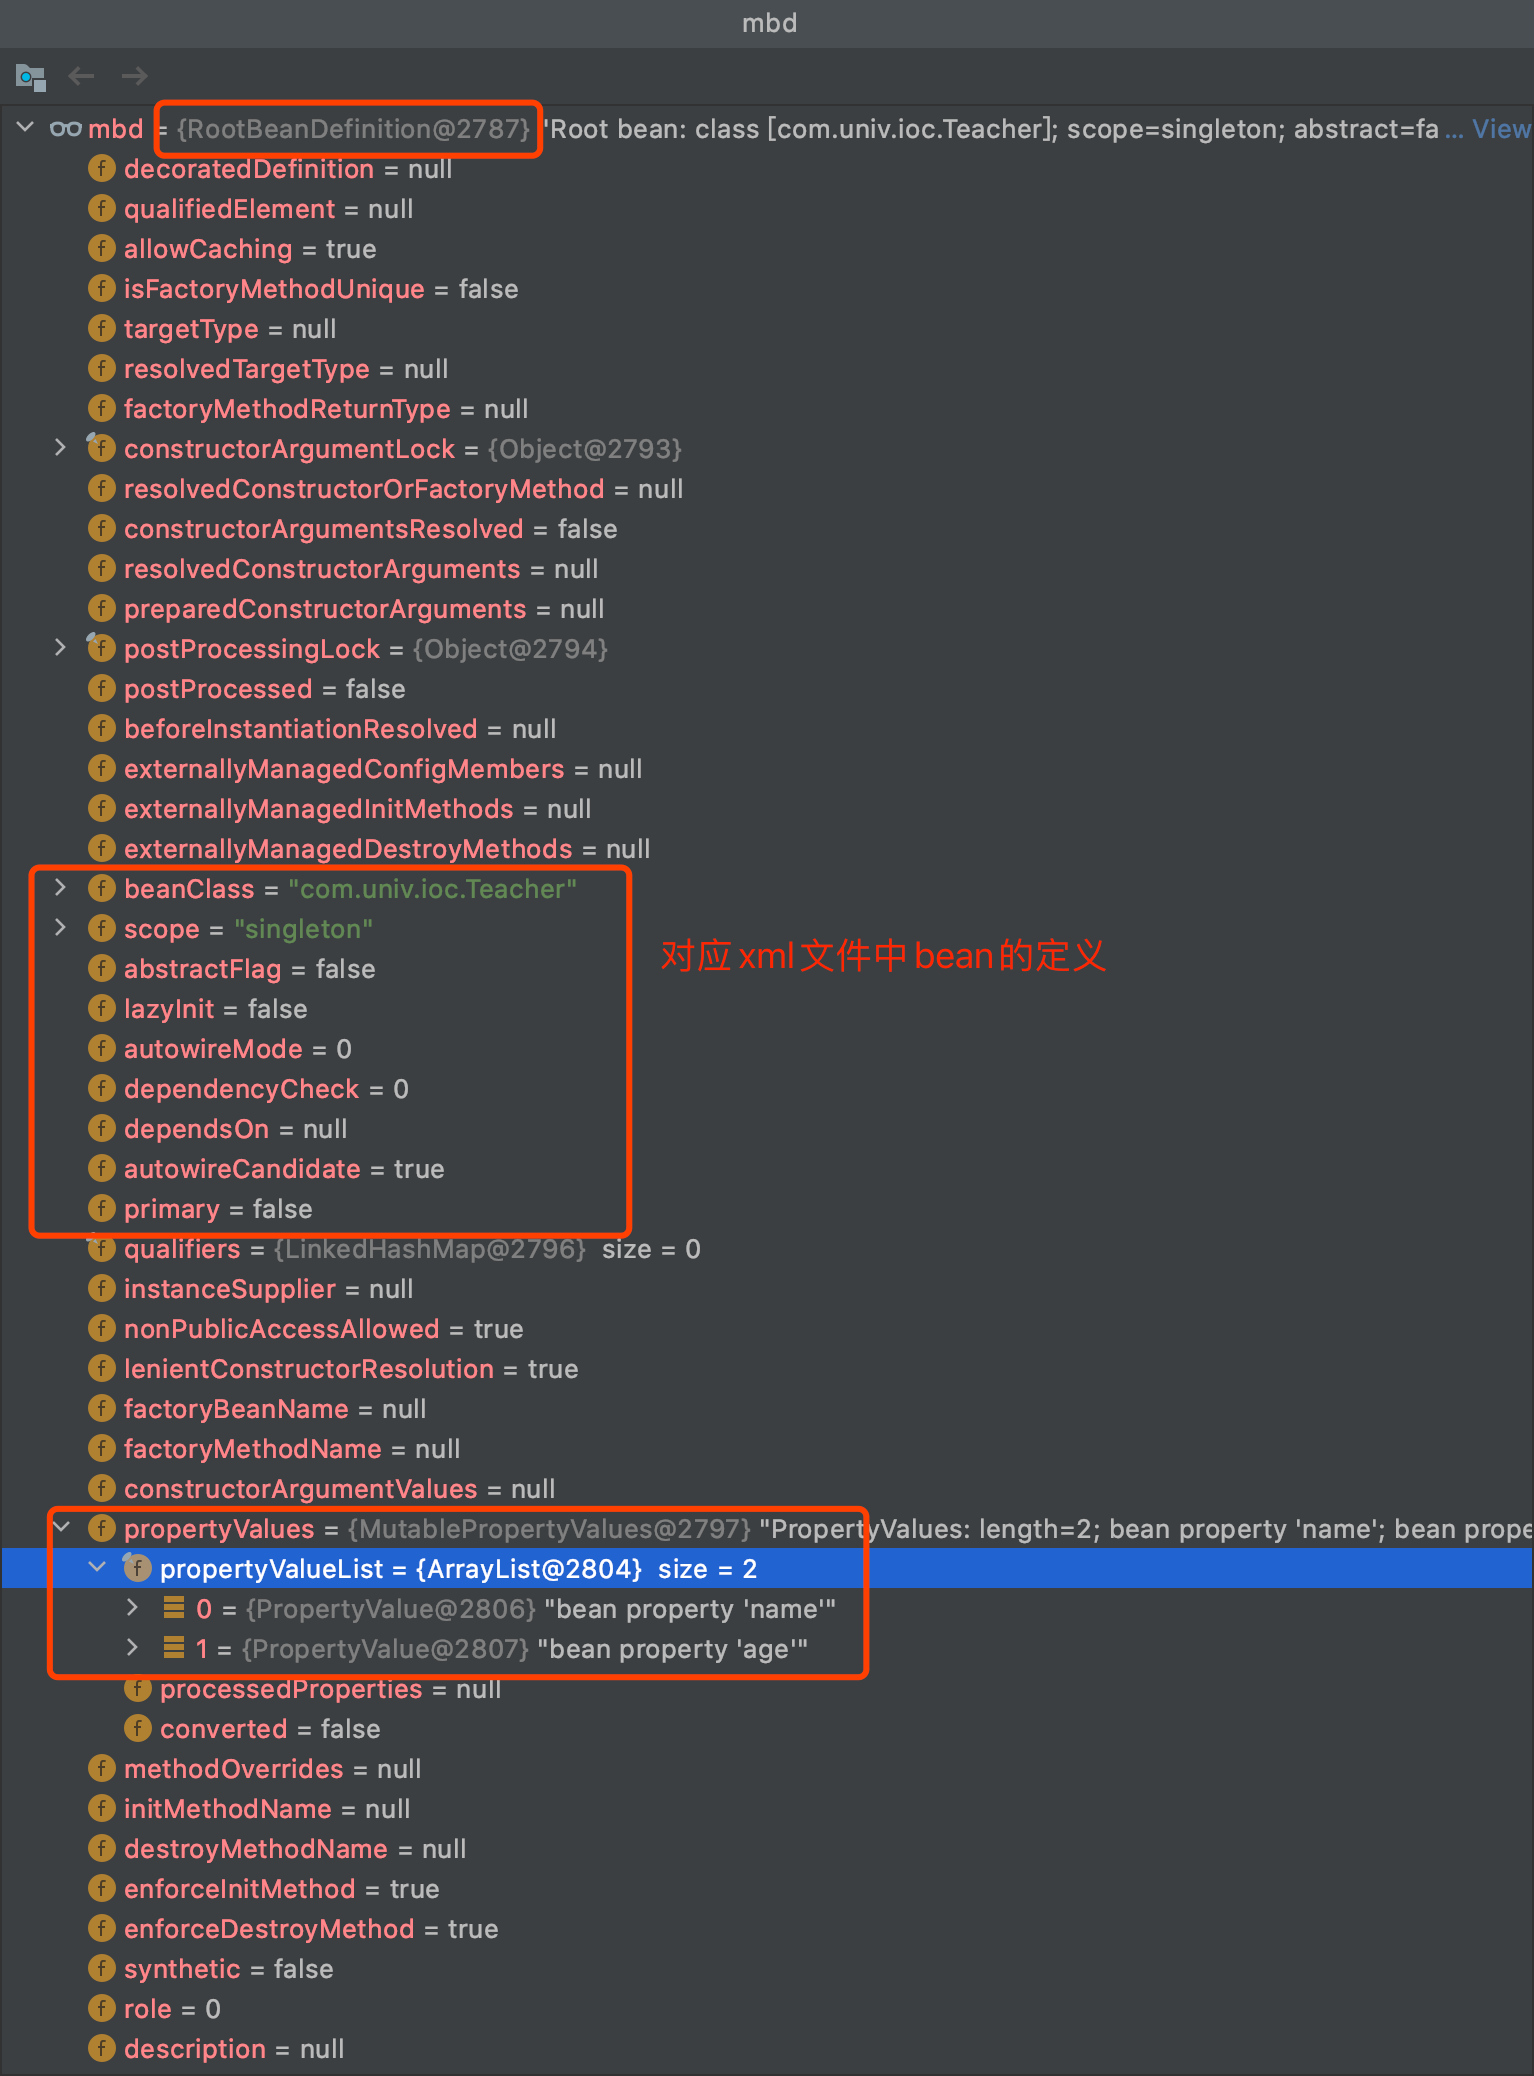 mbd
mbd = {RootBeanDefinition@2787} "Root bean: class [com.univ.ioc.Teacher]; scope=singleton; abstract=fa ... View
decoratedDefinition = null
qualifiedElement = null
allowCaching = true
isFactoryMethodUnique = false
targetType = null
resolvedTargetType = null
factoryMethodReturnType = null
constructorArgumentLock = {Object@2793}
resolvedConstructorOrFactoryMethod = null
constructorArgumentsResolved = false
resolvedConstructorArguments = null
preparedConstructorArguments = null
postProcessingLock = {Object@2794}
postProcessed = false
beforeInstantiationResolved = null
externallyManagedConfigMembers = null
externallyManagedInitMethods = null
externallyManagedDestroyMethods = null
beanClass = "com.univ.ioc.Teacher"
scope = "singleton"
对应xml文件中bean的定义
abstractFlag = false
lazyInit = false
autowireMode = 0
dependencyCheck = 0
dependsOn = null
autowireCandidate = true
primary = false
qualifiers = {LinkedHashMap@2796} size = 0
instanceSupplier = null
nonPublicAccessAllowed = true
lenientConstructorResolution = true
factoryBeanName = null
factoryMethodName = null
constructorArgumentValues = null
propertyValues = {MutablePropertyValues@2797} "PropertyValues: length=2; bean property 'name'; bean prope
propertyValueList = {ArrayList@2804} size = 2
0 = {PropertyValue@2806} "bean property 'name'"
1 = {PropertyValue@2807} "bean property 'age'"
processedProperties = null
converted = false
methodOverrides = null
initMethodName = null
destroyMethodName = null
enforceInitMethod = true
enforceDestroyMethod = true
synthetic = false
role = 0
description = null